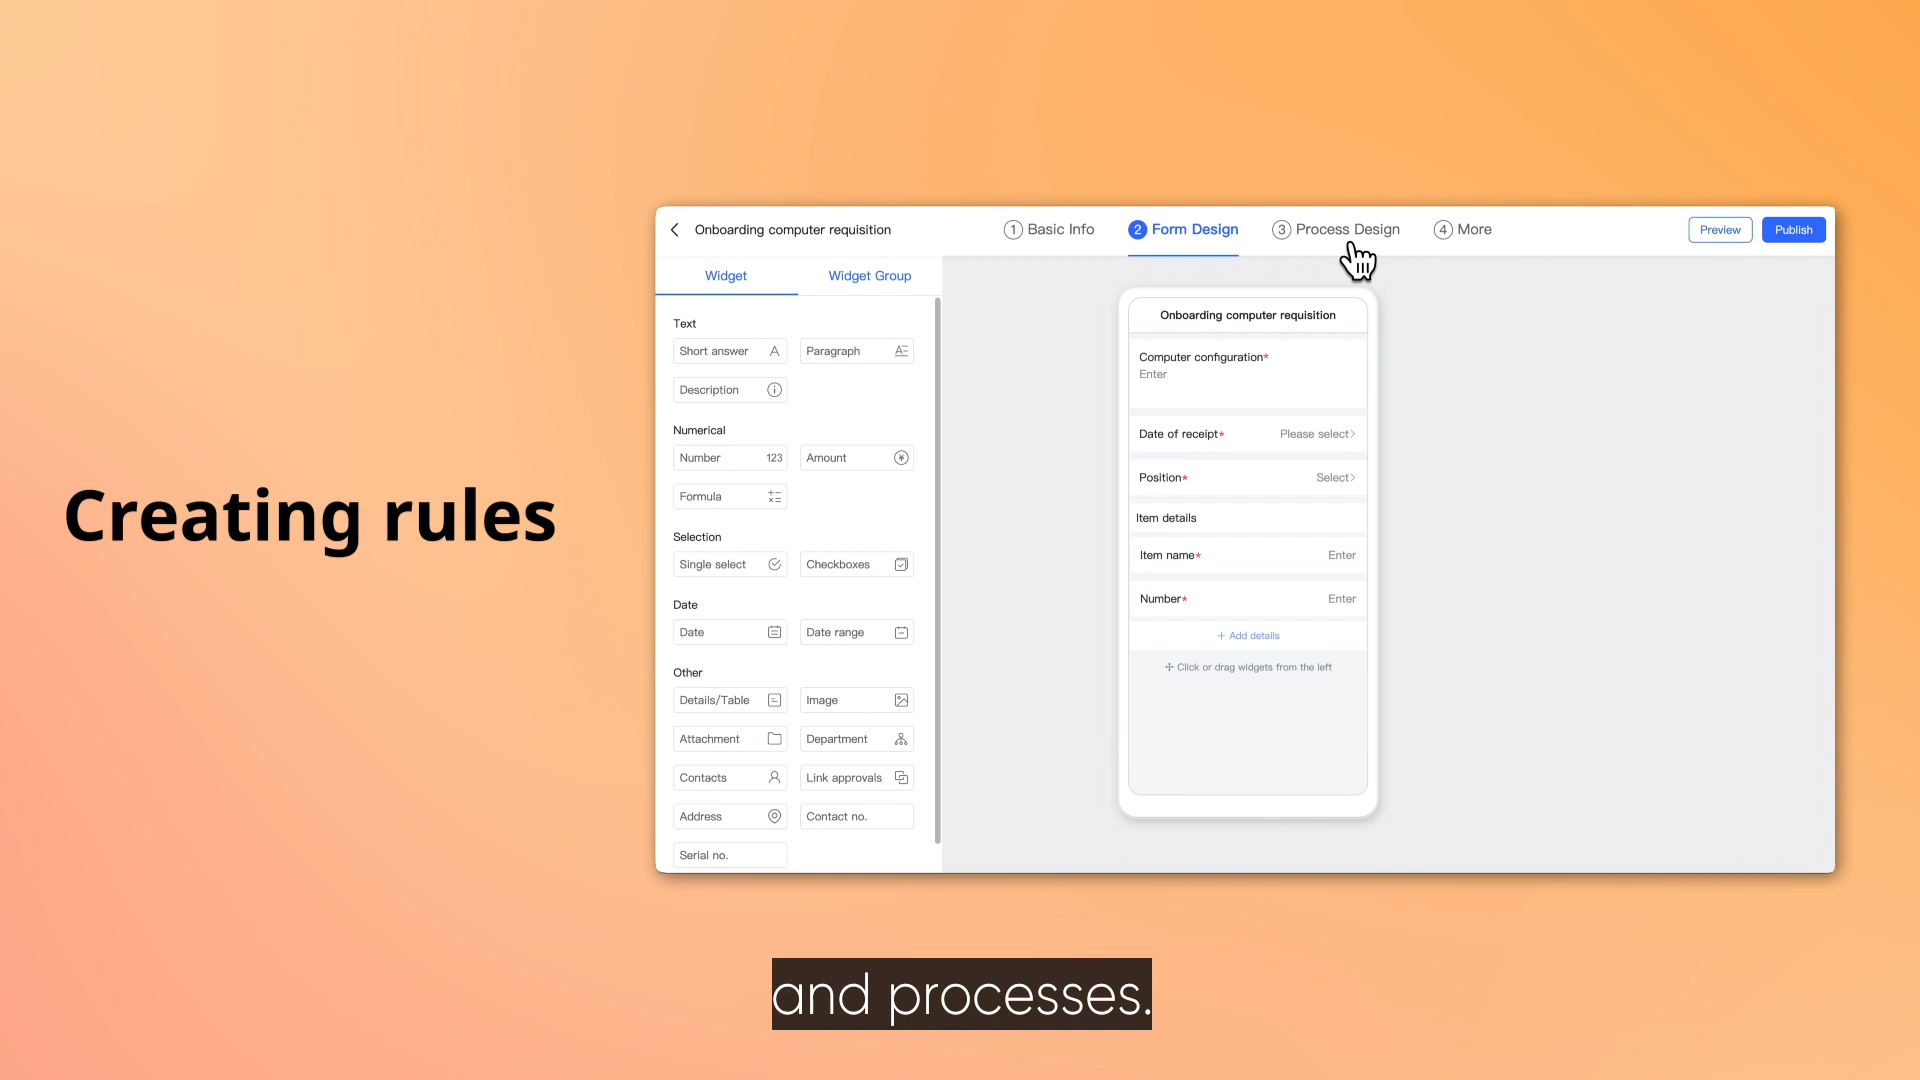 Creating rules
Onboarding computer requisition
1 Basic Info
2 Form Design
3 Process Design
4 More
Preview
Publish
Widget
Widget Group
Text
Short answer
Paragraph
Description
Numerical
Number 123
Amount
Formula
Selection
Single select
Checkboxes
Date
Date
Date range
Other
Details/Table
Image
Attachment
Department
Contacts
Link approvals
Address
Contact no.
Serial no.
Onboarding computer requisition
Computer configuration*
Enter
Date of receipt* Please select
Position* Select
Item details
Item name* Enter
Number* Enter
+ Add details
Click or drag widgets from the left
and processes.